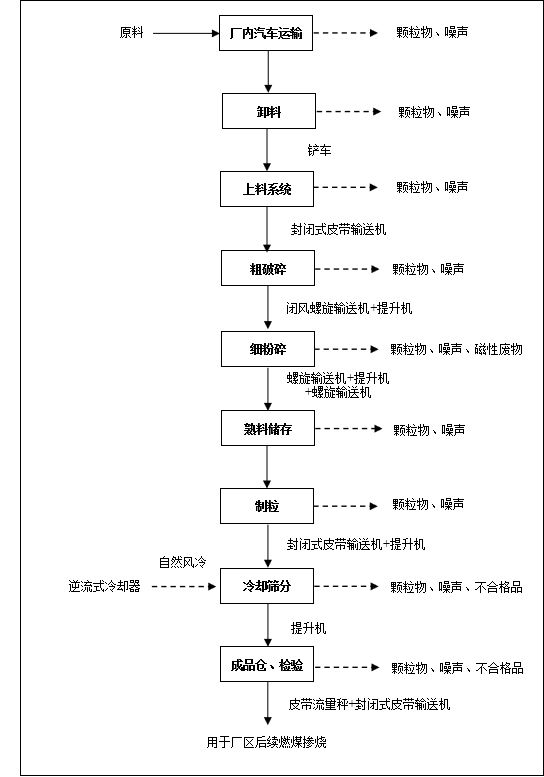 原料
厂内汽车运输
颗粒物、噪声
卸料
颗粒物、噪声
铲车
上料系统
颗粒物、噪声
封闭式皮带输送机
粗破碎
颗粒物、噪声
闭风螺旋输送机+提升机
细粉碎
颗粒物、噪声、磁性废物
螺旋输送机+提升机
+螺旋输送机
熟料储存
颗粒物、噪声
制粒
颗粒物、噪声
封闭式皮带输送机+提升机
自然风冷
逆流式冷却器
冷却筛分
颗粒物、噪声、不合格品
提升机
成品仓、检验
颗粒物、噪声、不合格品
皮带流量秤+封闭式皮带输送机
用于厂区后续燃煤掺烧